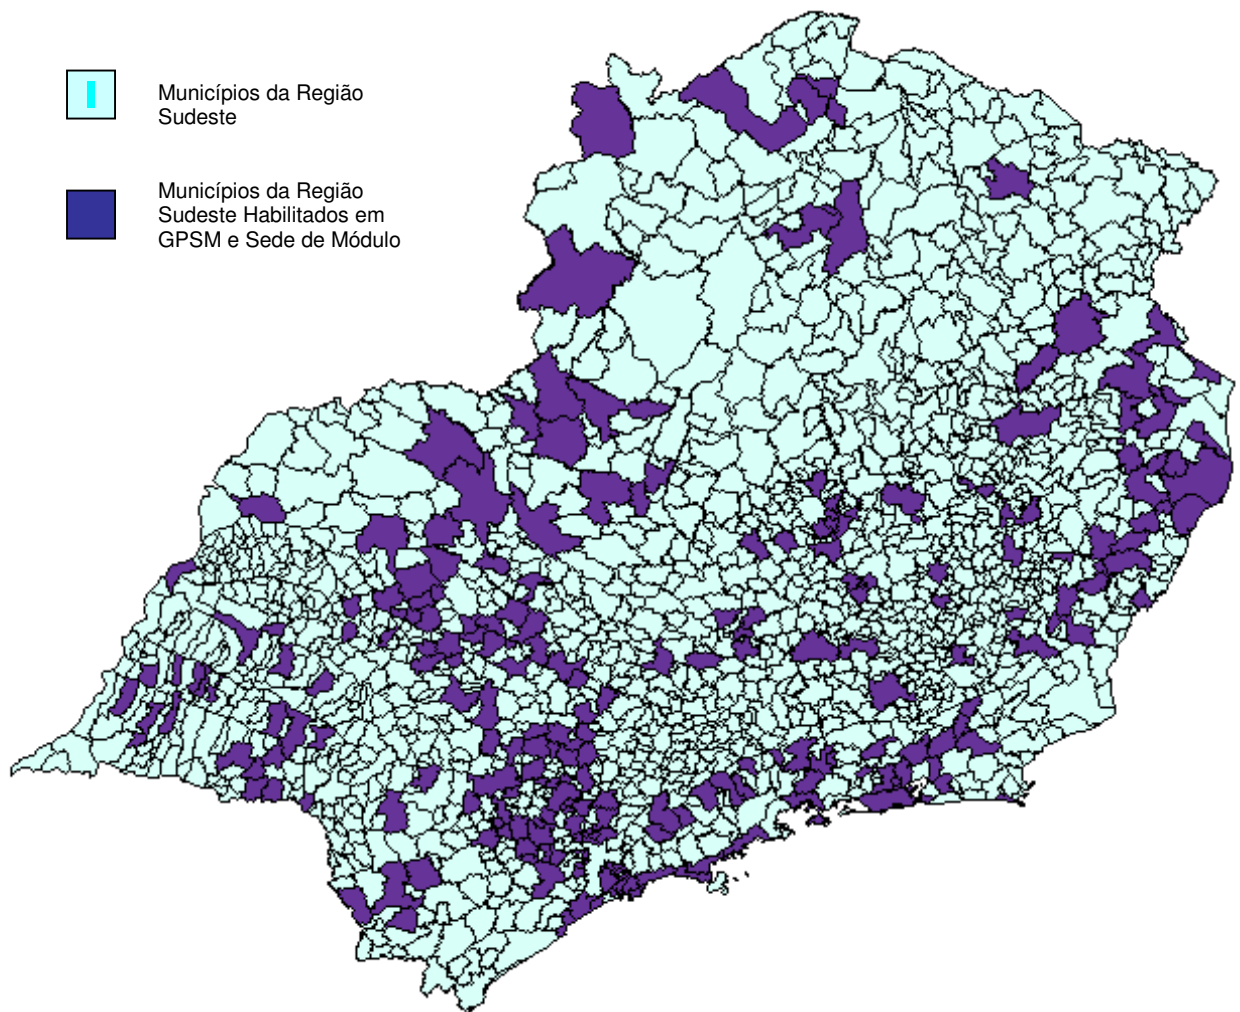 Municípios da Região
Sudeste
Municípios da Região
Sudeste Habilitados em
GPSM e Sede de Módulo